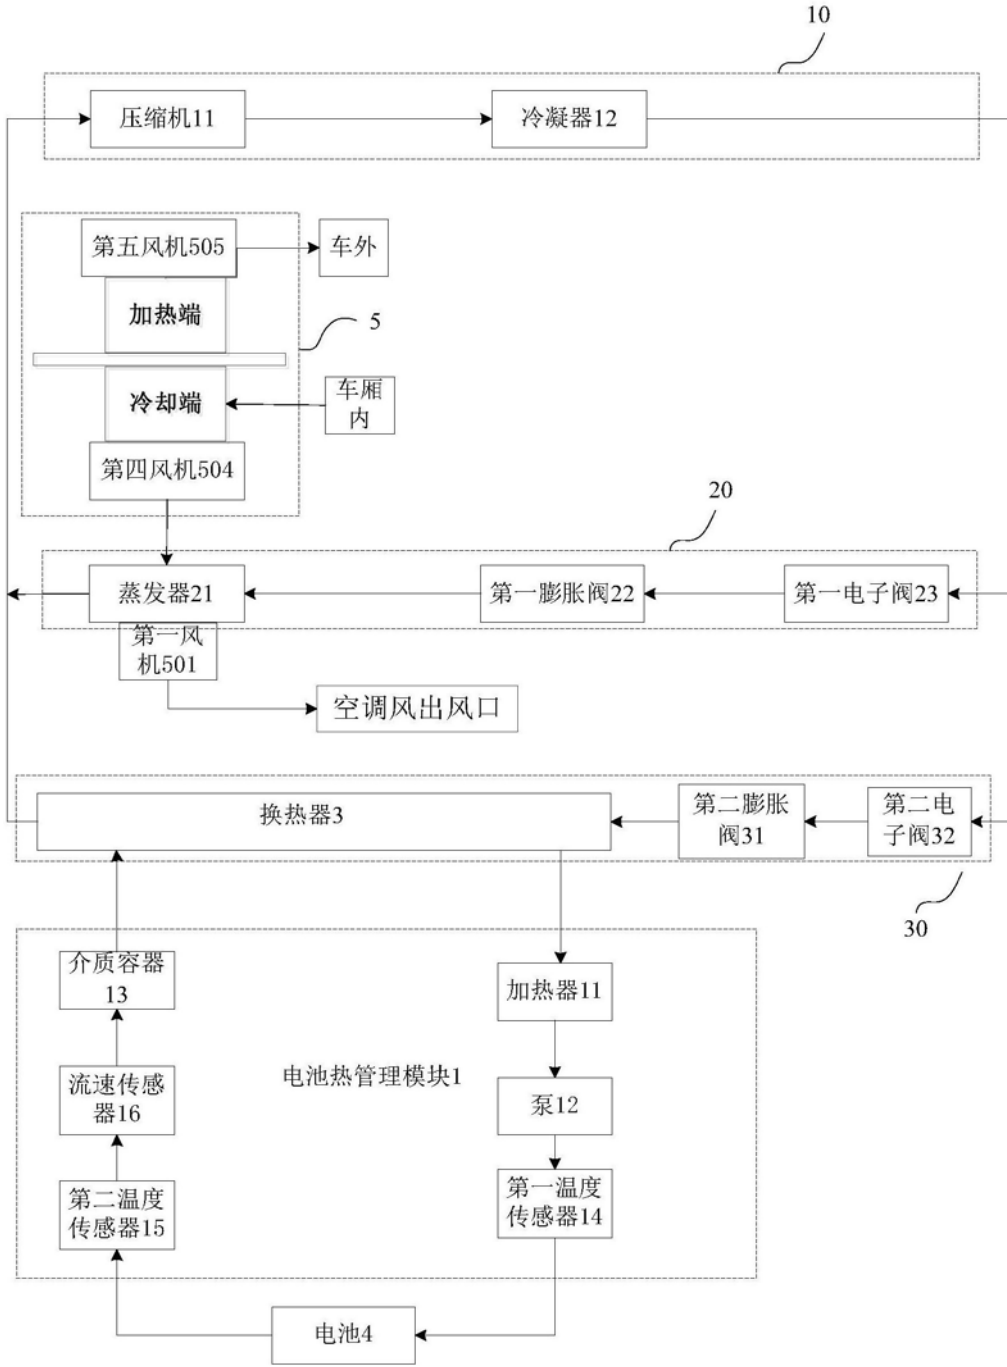 10
压缩机11
冷凝器12
第五风机505
车外
加热端
5
冷却端
车厢
内
第四风机504
20
蒸发器21
第一膨胀阀22
第一电子阀23
第一风
机501
空调风出风口
换热器3
第二膨胀
阀31
第二电
子阀32
30
介质容器
13
加热器11
流速传感
器16
电池热管理模块1
泵12
第二温度
传感器15
第一温度
传感器14
电池4